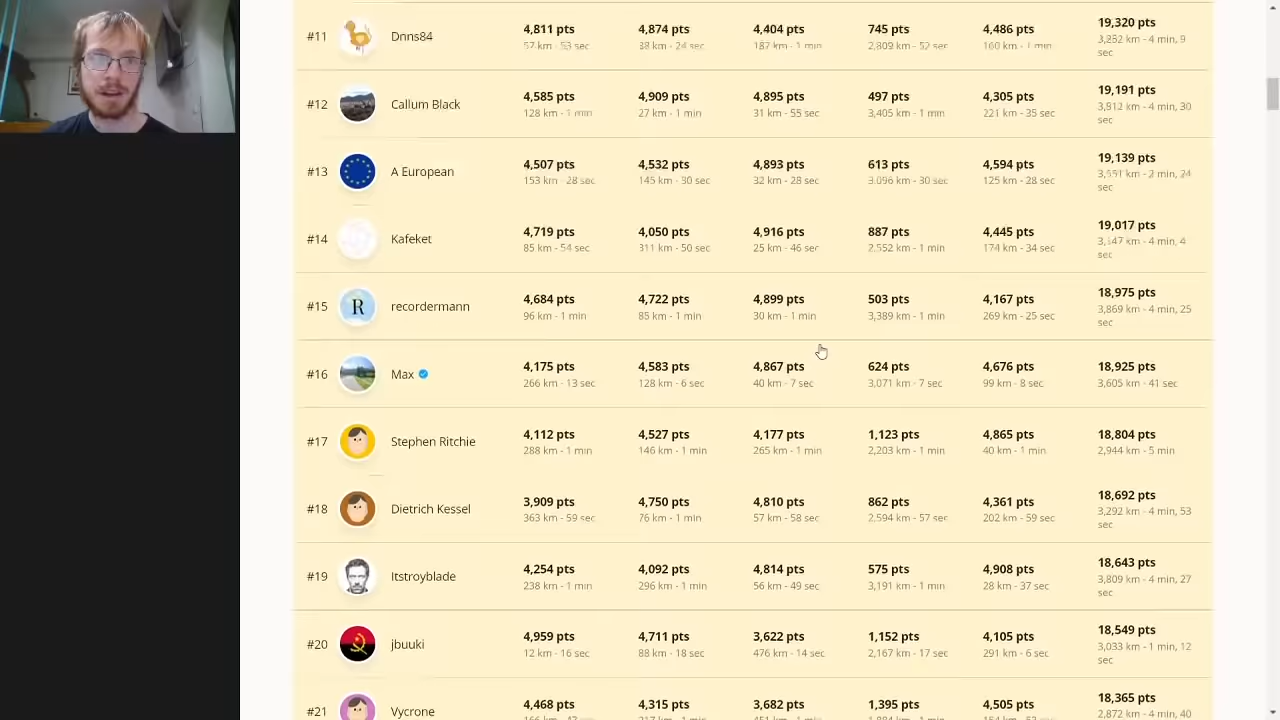 #11 Dnns84 4,811 pts 4,874 pts 4,404 pts 745 pts 4,486 pts 19,320 pts
57 km - 53 sec 38 km - 24 sec 187 km - 1 min 2,809 km - 52 sec 160 km - 1 min 3,252 km - 4 min, 9 sec
#12 Callum Black 4,585 pts 4,909 pts 4,895 pts 497 pts 4,305 pts 19,191 pts
128 km - 1 min 27 km - 1 min 31 km - 55 sec 3,405 km - 1 min 221 km - 35 sec 3,812 km - 4 min, 30 sec
#13 A European 4,507 pts 4,532 pts 4,893 pts 613 pts 4,594 pts 19,139 pts
153 km - 28 sec 145 km - 30 sec 32 km - 28 sec 3,096 km - 30 sec 125 km - 28 sec 3,551 km - 2 min, 24 sec
#14 Kafeket 4,719 pts 4,050 pts 4,916 pts 887 pts 4,445 pts 19,017 pts
85 km - 54 sec 311 km - 50 sec 25 km - 46 sec 2,552 km - 1 min 174 km - 34 sec 3,147 km - 4 min, 4 sec
#15 R recordermann 4,684 pts 4,722 pts 4,899 pts 503 pts 4,167 pts 18,975 pts
96 km - 1 min 85 km - 1 min 30 km - 1 min 3,389 km - 1 min 269 km - 25 sec 3,869 km - 4 min, 25 sec
#16 Max 4,175 pts 4,583 pts 4,867 pts 624 pts 4,676 pts 18,925 pts
266 km - 13 sec 128 km - 6 sec 40 km - 7 sec 3,071 km - 7 sec 99 km - 8 sec 3,605 km - 41 sec
#17 Stephen Ritchie 4,112 pts 4,527 pts 4,177 pts 1,123 pts 4,865 pts 18,804 pts
288 km - 1 min 146 km - 1 min 265 km - 1 min 2,203 km - 1 min 40 km - 1 min 2,944 km - 5 min
#18 Dietrich Kessel 3,909 pts 4,750 pts 4,810 pts 862 pts 4,361 pts 18,692 pts
363 km - 59 sec 76 km - 1 min 57 km - 58 sec 2,594 km - 57 sec 202 km - 59 sec 3,292 km - 4 min, 53 sec
#19 Itstroyblade 4,254 pts 4,092 pts 4,814 pts 575 pts 4,908 pts 18,643 pts
238 km - 1 min 296 km - 1 min 56 km - 49 sec 3,191 km - 1 min 28 km - 37 sec 3,809 km - 4 min, 27 sec
#20 jbuuki 4,959 pts 4,711 pts 3,622 pts 1,152 pts 4,105 pts 18,549 pts
12 km - 16 sec 88 km - 18 sec 476 km - 14 sec 2,167 km - 17 sec 291 km - 6 sec 3,033 km - 1 min, 12 sec
#21 Vycrone 4,468 pts 4,315 pts 3,682 pts 1,395 pts 4,505 pts 18,365 pts
2,872 km - 4 min, 40